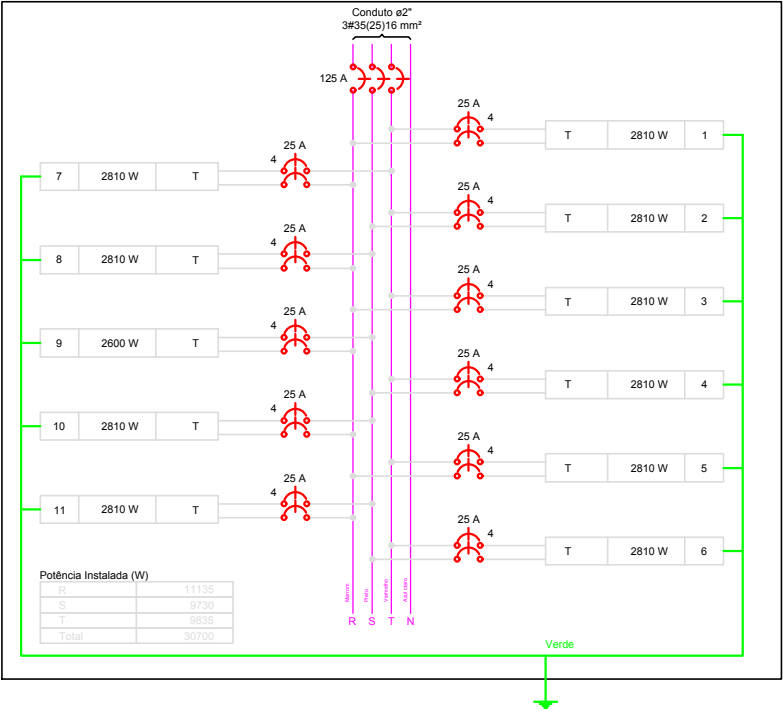 Conduto ø2"
3#35(25)16 mm²
125 A
25 A
4
T 2810 W 1
25 A
4
7 2810 W T
25 A
4
T 2810 W 2
25 A
4
8 2810 W T
25 A
4
T 2810 W 3
25 A
4
9 2600 W T
25 A
4
T 2810 W 4
25 A
4
10 2810 W T
25 A
4
T 2810 W 5
25 A
4
11 2810 W T
25 A
4
T 2810 W 6
Potência Instalada (W)
R 11135
S 9730
T 9835
Total 30700
Marrom
Preto
Vermelho
Azul claro
R S T N
Verde